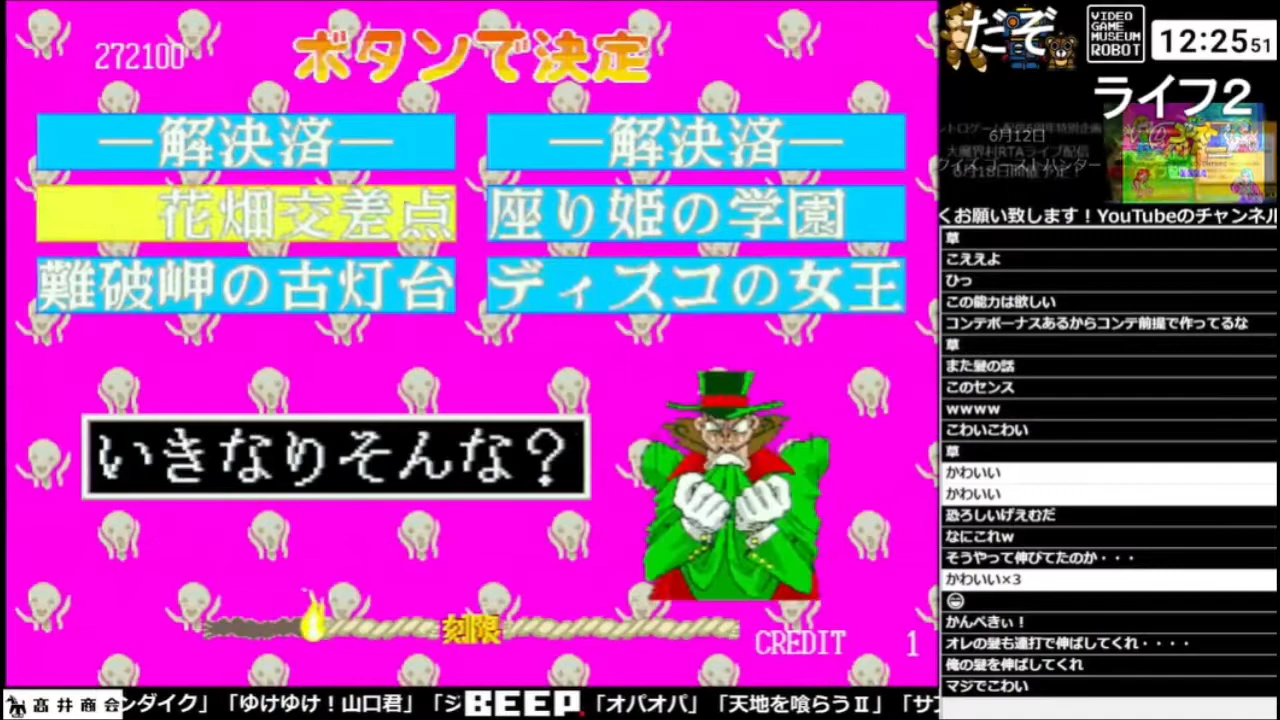 272100
ボタンで決定
―解決済―
―解決済―
花畑交差点
座り姫の学園
難破岬の古灯台
ディスコの女王
いきなりそんな?
刻限
CREDIT 1
だぞ
VIDEO
GAME
MUSEUM
ROBOT
12:25 51
ライフ2
6月12日
クイズ ゴーストハンター
くお願い致します!YouTubeのチャンネル
草
こええよ
ひっ
この能力は欲しい
コンテボーナスあるからコンテ前提で作ってるな
草
また髪の話
このセンス
wwww
こわいこわい
草
かわいい
かわいい
恐ろしいげえむだ
なにこれw
そうやって伸びてたのか・・・
かわいい×3
かんぺきぃ!
オレの髪も連打で伸ばしてくれ・・・・
俺の髪を伸ばしてくれ
マジでこわい
髙井商会
ンダイク」「ゆけゆけ!山口君」「ジ
BEEP.
「オパオパ」「天地を喰らうⅡ」「サ